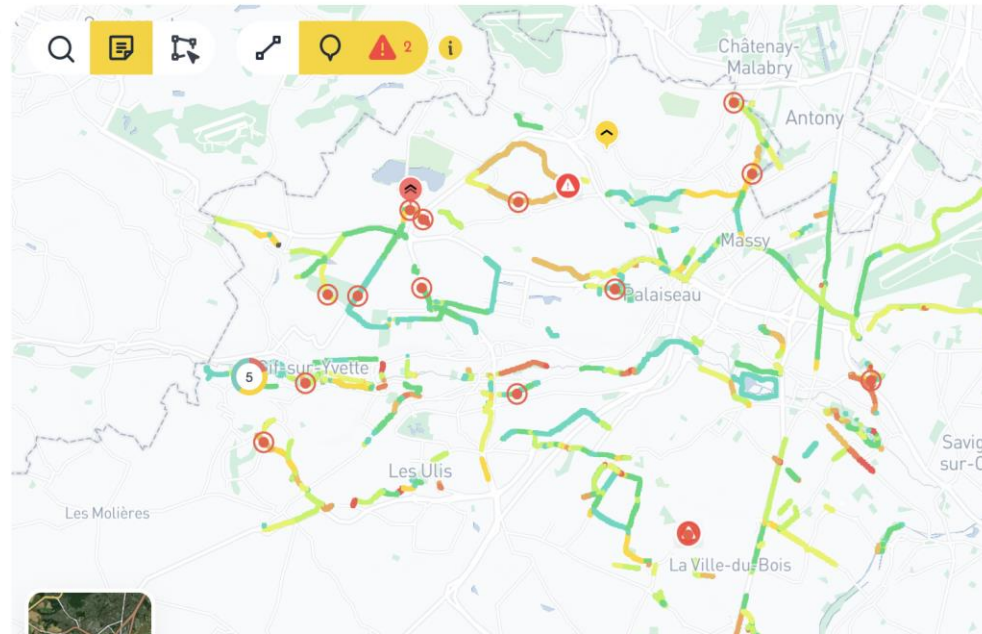 2
i
Châtenay-
Malabry
Antony
Massy
Palaiseau
5
Gif-sur-Yvette
Les Ulis
Savig
sur-O
Les Molières
La Ville-du-Bois